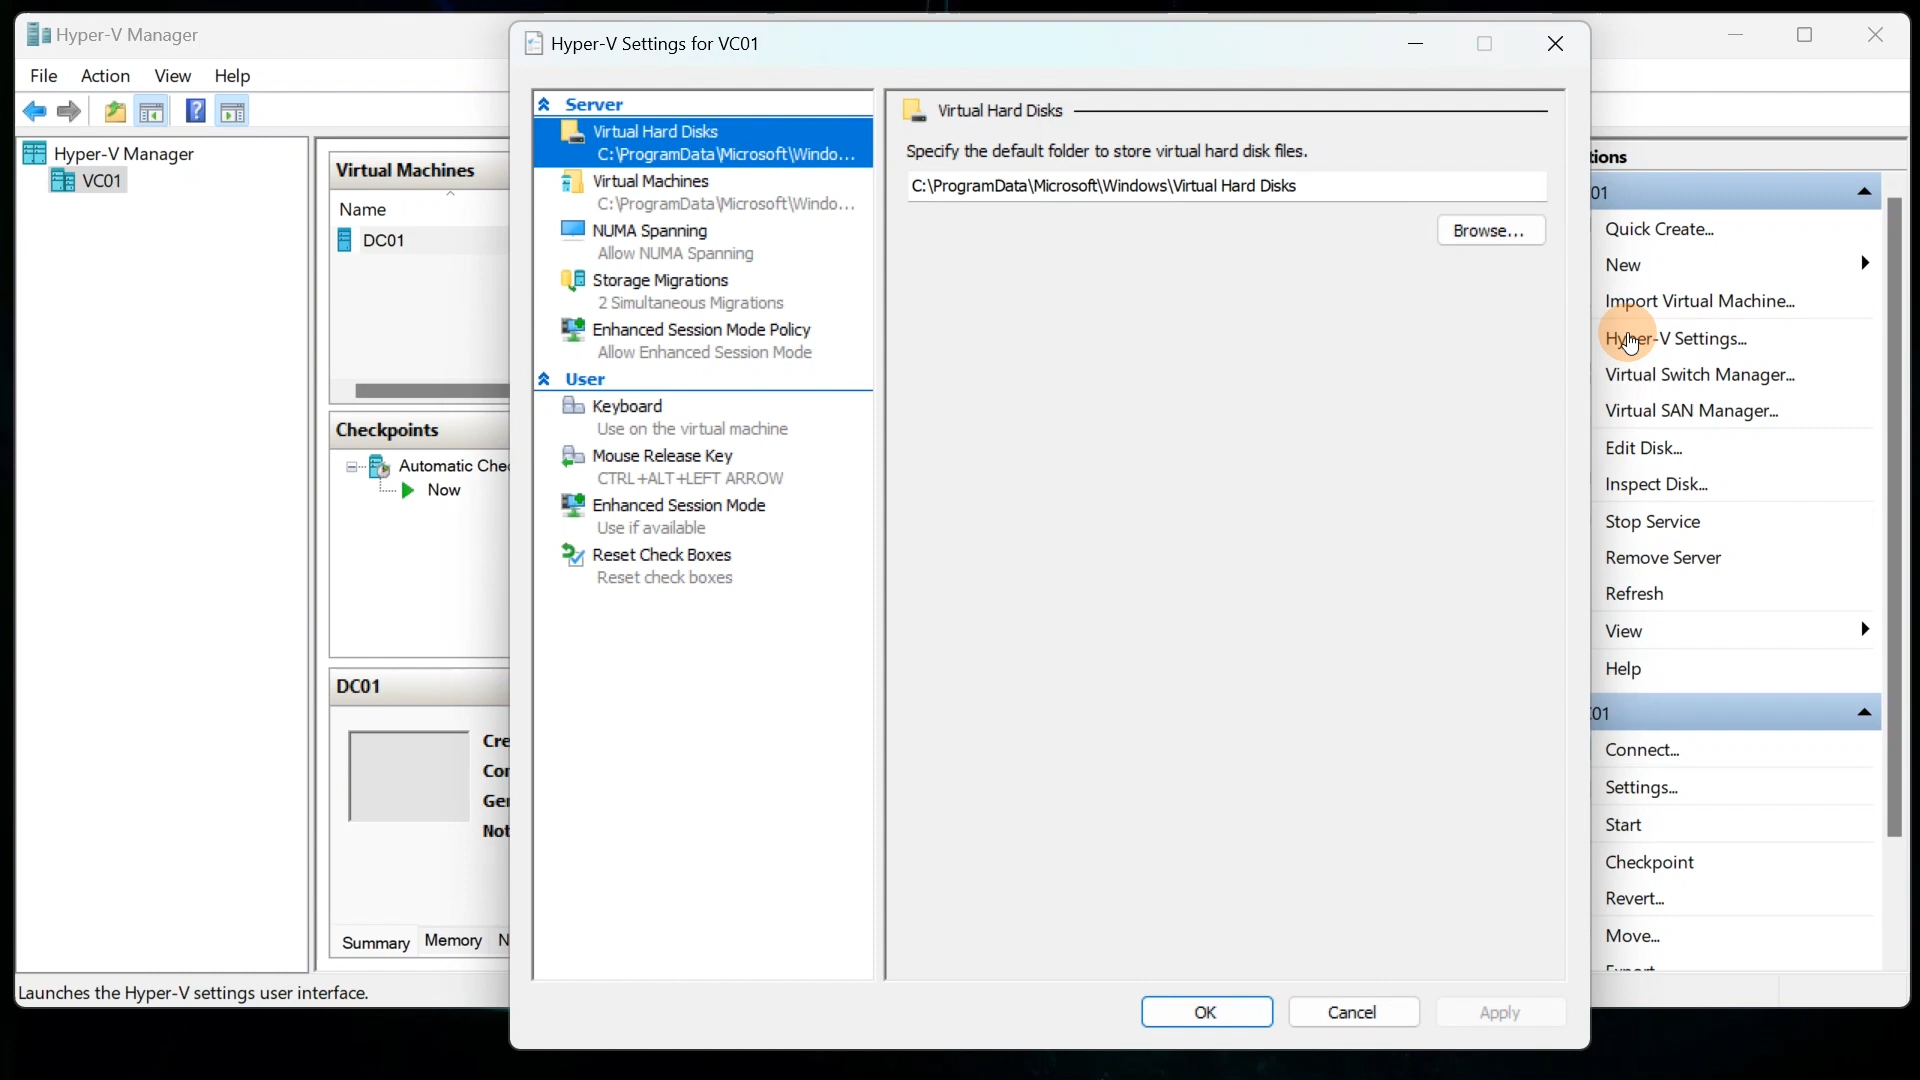 Hyper-V Manager
File Action View Help
Hyper-V Manager
VC01
Virtual Machines
Name
DC01
Checkpoints
Automatic Che
Now
DC01
Cre
Con
Gen
Not
Summary Memory N
Launches the Hyper-V settings user interface.
Hyper-V Settings for VC01
Server
Virtual Hard Disks
C:\ProgramData\Microsoft\Windo...
Virtual Machines
C:\ProgramData\Microsoft\Windo...
NUMA Spanning
Allow NUMA Spanning
Storage Migrations
2 Simultaneous Migrations
Enhanced Session Mode Policy
Allow Enhanced Session Mode
User
Keyboard
Use on the virtual machine
Mouse Release Key
CTRL+ALT+LEFT ARROW
Enhanced Session Mode
Use if available
Reset Check Boxes
Reset check boxes
Virtual Hard Disks
Specify the default folder to store virtual hard disk files.
C:\ProgramData\Microsoft\Windows\Virtual Hard Disks
Browse...
OK Cancel Apply
tions
01
Quick Create...
New
Import Virtual Machine...
Hyper-V Settings...
Virtual Switch Manager...
Virtual SAN Manager...
Edit Disk...
Inspect Disk...
Stop Service
Remove Server
Refresh
View
Help
01
Connect...
Settings...
Start
Checkpoint
Revert...
Move...